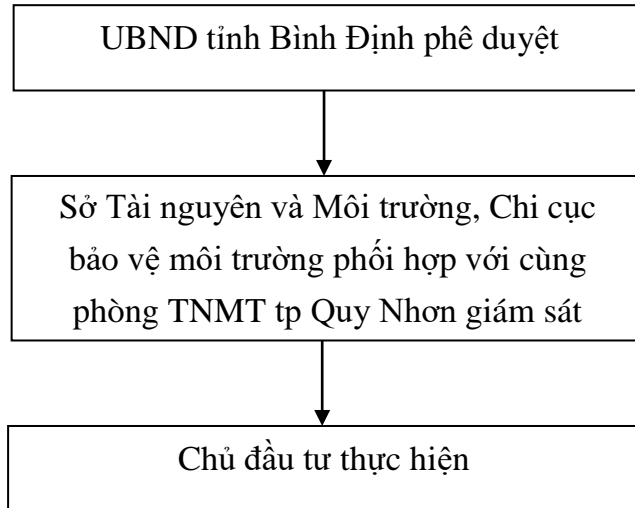 UBND tỉnh Bình Định phê duyệt
Sở Tài nguyên và Môi trường, Chi cục
bảo vệ môi trường phối hợp với cùng
phòng TNMT tp Quy Nhơn giám sát
Chủ đầu tư thực hiện